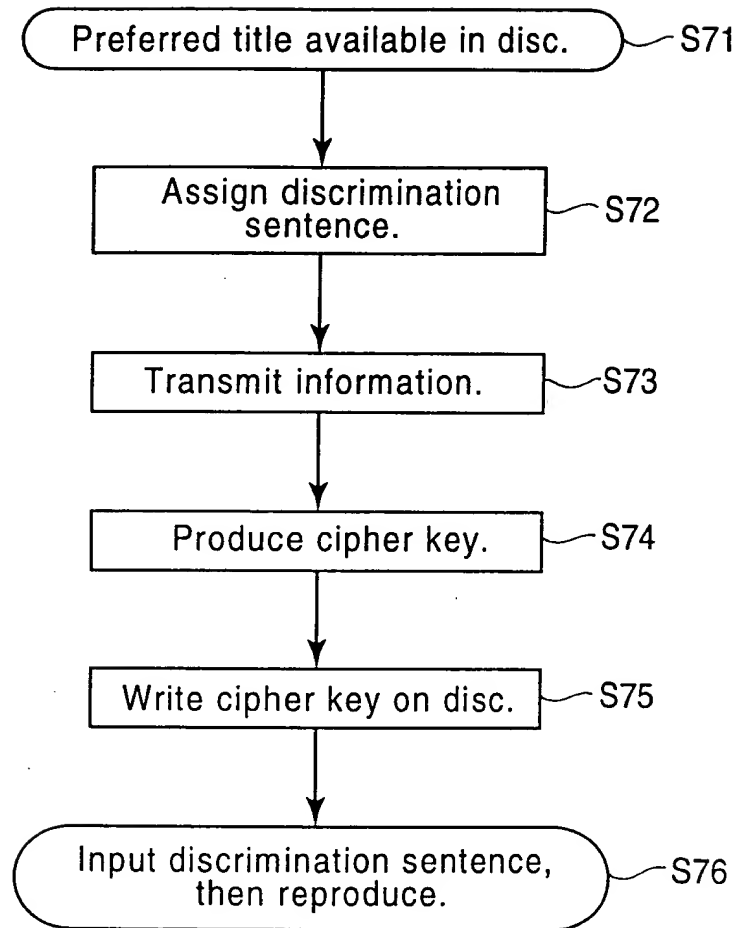 Preferred title available in disc.
S71
Assign discrimination
sentence.
S72
Transmit information.
S73
Produce cipher key.
S74
Write cipher key on disc.
S75
Input discrimination sentence,
then reproduce.
S76